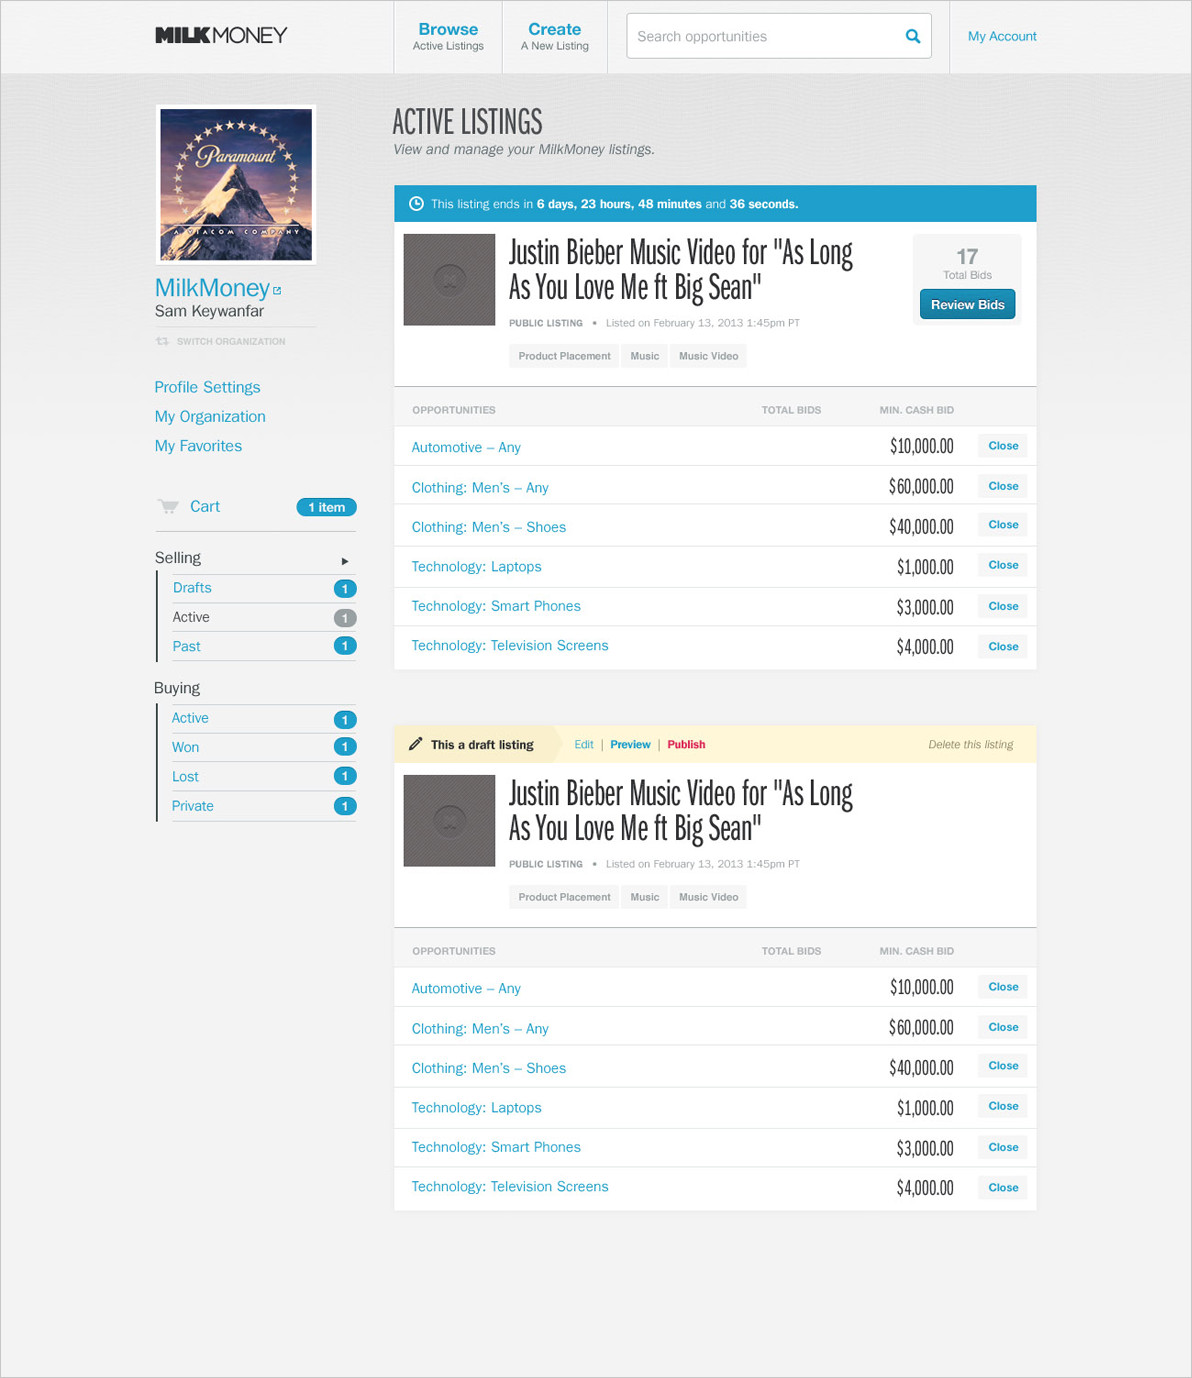 MILKMONEY
Browse
Active Listings
Create
A New Listing
Search opportunities
My Account
Paramount
A VIACOM COMPANY
MilkMoney
Sam Keywanfar
SWITCH ORGANIZATION
Profile Settings
My Organization
My Favorites
Cart 1 item
Selling
Drafts 1
Active 1
Past 1
Buying
Active 1
Won 1
Lost 1
Private 1
ACTIVE LISTINGS
View and manage your MilkMoney listings.
This listing ends in 6 days, 23 hours, 48 minutes and 36 seconds.
Justin Bieber Music Video for "As Long
As You Love Me ft Big Sean"
PUBLIC LISTING • Listed on February 13, 2013 1:45pm PT
Product Placement Music Music Video
17
Total Bids
Review Bids
OPPORTUNITIES TOTAL BIDS MIN. CASH BID
Automotive – Any $10,000.00 Close
Clothing: Men's – Any $60,000.00 Close
Clothing: Men's – Shoes $40,000.00 Close
Technology: Laptops $1,000.00 Close
Technology: Smart Phones $3,000.00 Close
Technology: Television Screens $4,000.00 Close
This a draft listing Edit | Preview | Publish Delete this listing
Justin Bieber Music Video for "As Long
As You Love Me ft Big Sean"
PUBLIC LISTING • Listed on February 13, 2013 1:45pm PT
Product Placement Music Music Video
OPPORTUNITIES TOTAL BIDS MIN. CASH BID
Automotive – Any $10,000.00 Close
Clothing: Men's – Any $60,000.00 Close
Clothing: Men's – Shoes $40,000.00 Close
Technology: Laptops $1,000.00 Close
Technology: Smart Phones $3,000.00 Close
Technology: Television Screens $4,000.00 Close